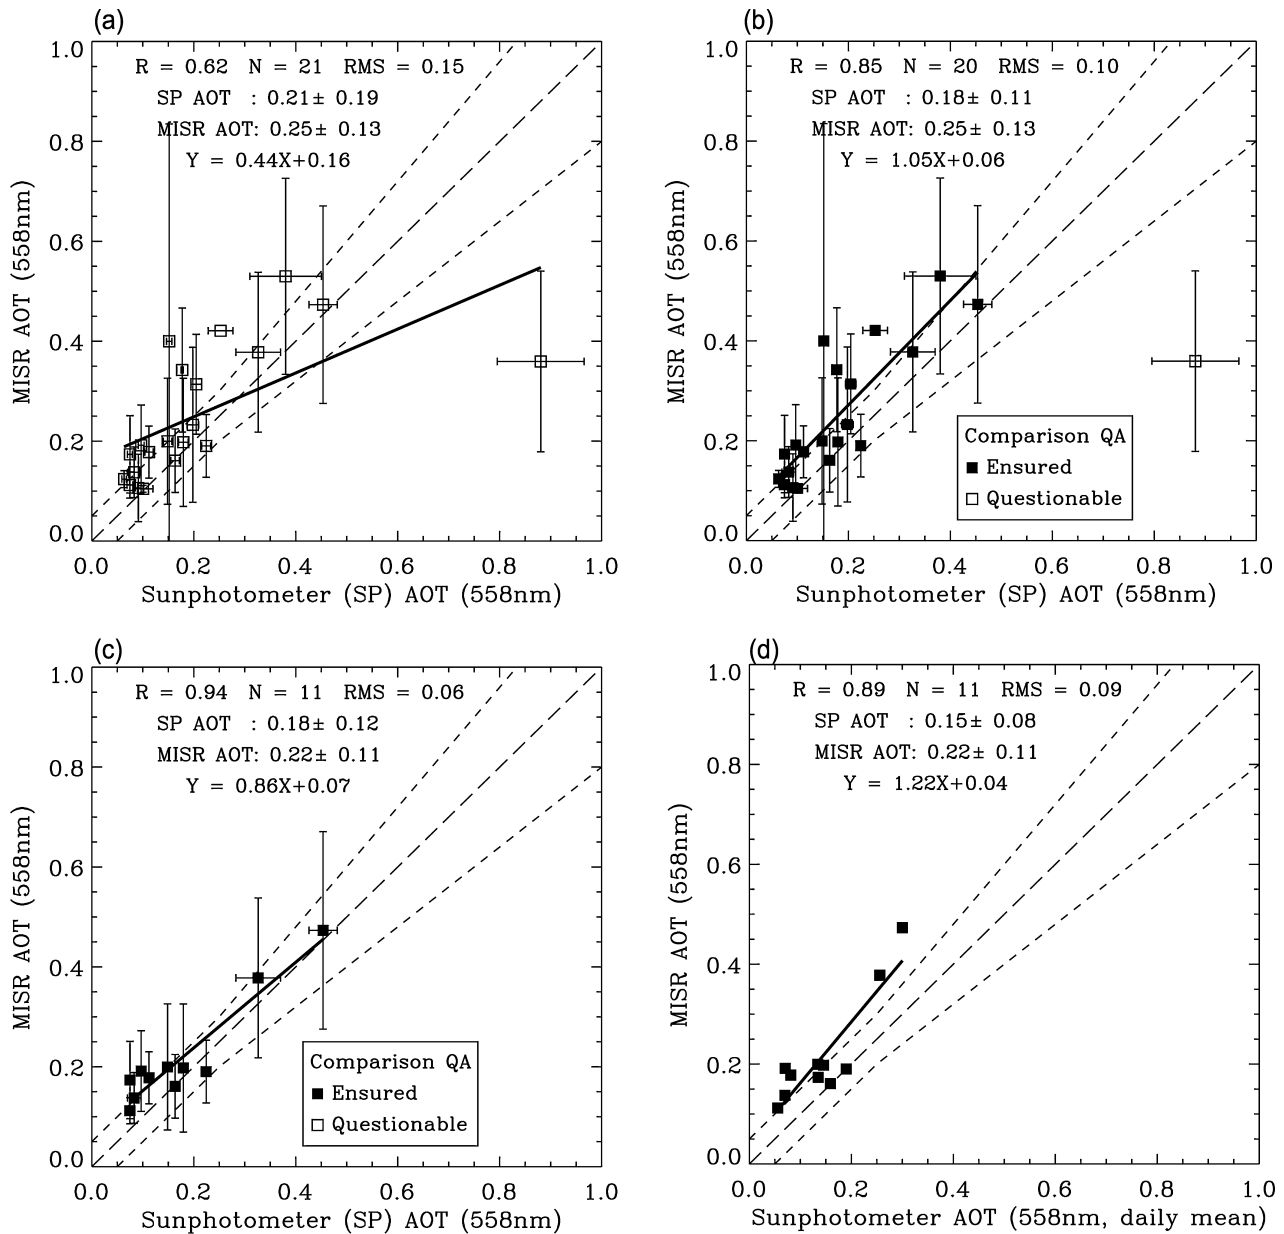 (a)
R = 0.62 N = 21 RMS = 0.15
SP AOT : 0.21± 0.19
MISR AOT: 0.25± 0.13
Y = 0.44X+0.16
1.0
0.8
0.6
0.4
0.2
0.0
MISR AOT (558nm)
0.0 0.2 0.4 0.6 0.8 1.0
Sunphotometer (SP) AOT (558nm)
(b)
R = 0.85 N = 20 RMS = 0.10
SP AOT : 0.18± 0.11
MISR AOT: 0.25± 0.13
Y = 1.05X+0.06
1.0
0.8
0.6
0.4
0.2
0.0
MISR AOT (558nm)
Comparison QA
Ensured
Questionable
0.0 0.2 0.4 0.6 0.8 1.0
Sunphotometer (SP) AOT (558nm)
(c)
R = 0.94 N = 11 RMS = 0.06
SP AOT : 0.18± 0.12
MISR AOT: 0.22± 0.11
Y = 0.86X+0.07
1.0
0.8
0.6
0.4
0.2
0.0
MISR AOT (558nm)
Comparison QA
Ensured
Questionable
0.0 0.2 0.4 0.6 0.8 1.0
Sunphotometer (SP) AOT (558nm)
(d)
R = 0.89 N = 11 RMS = 0.09
SP AOT : 0.15± 0.08
MISR AOT: 0.22± 0.11
Y = 1.22X+0.04
1.0
0.8
0.6
0.4
0.2
0.0
MISR AOT (558nm)
0.0 0.2 0.4 0.6 0.8 1.0
Sunphotometer AOT (558nm, daily mean)